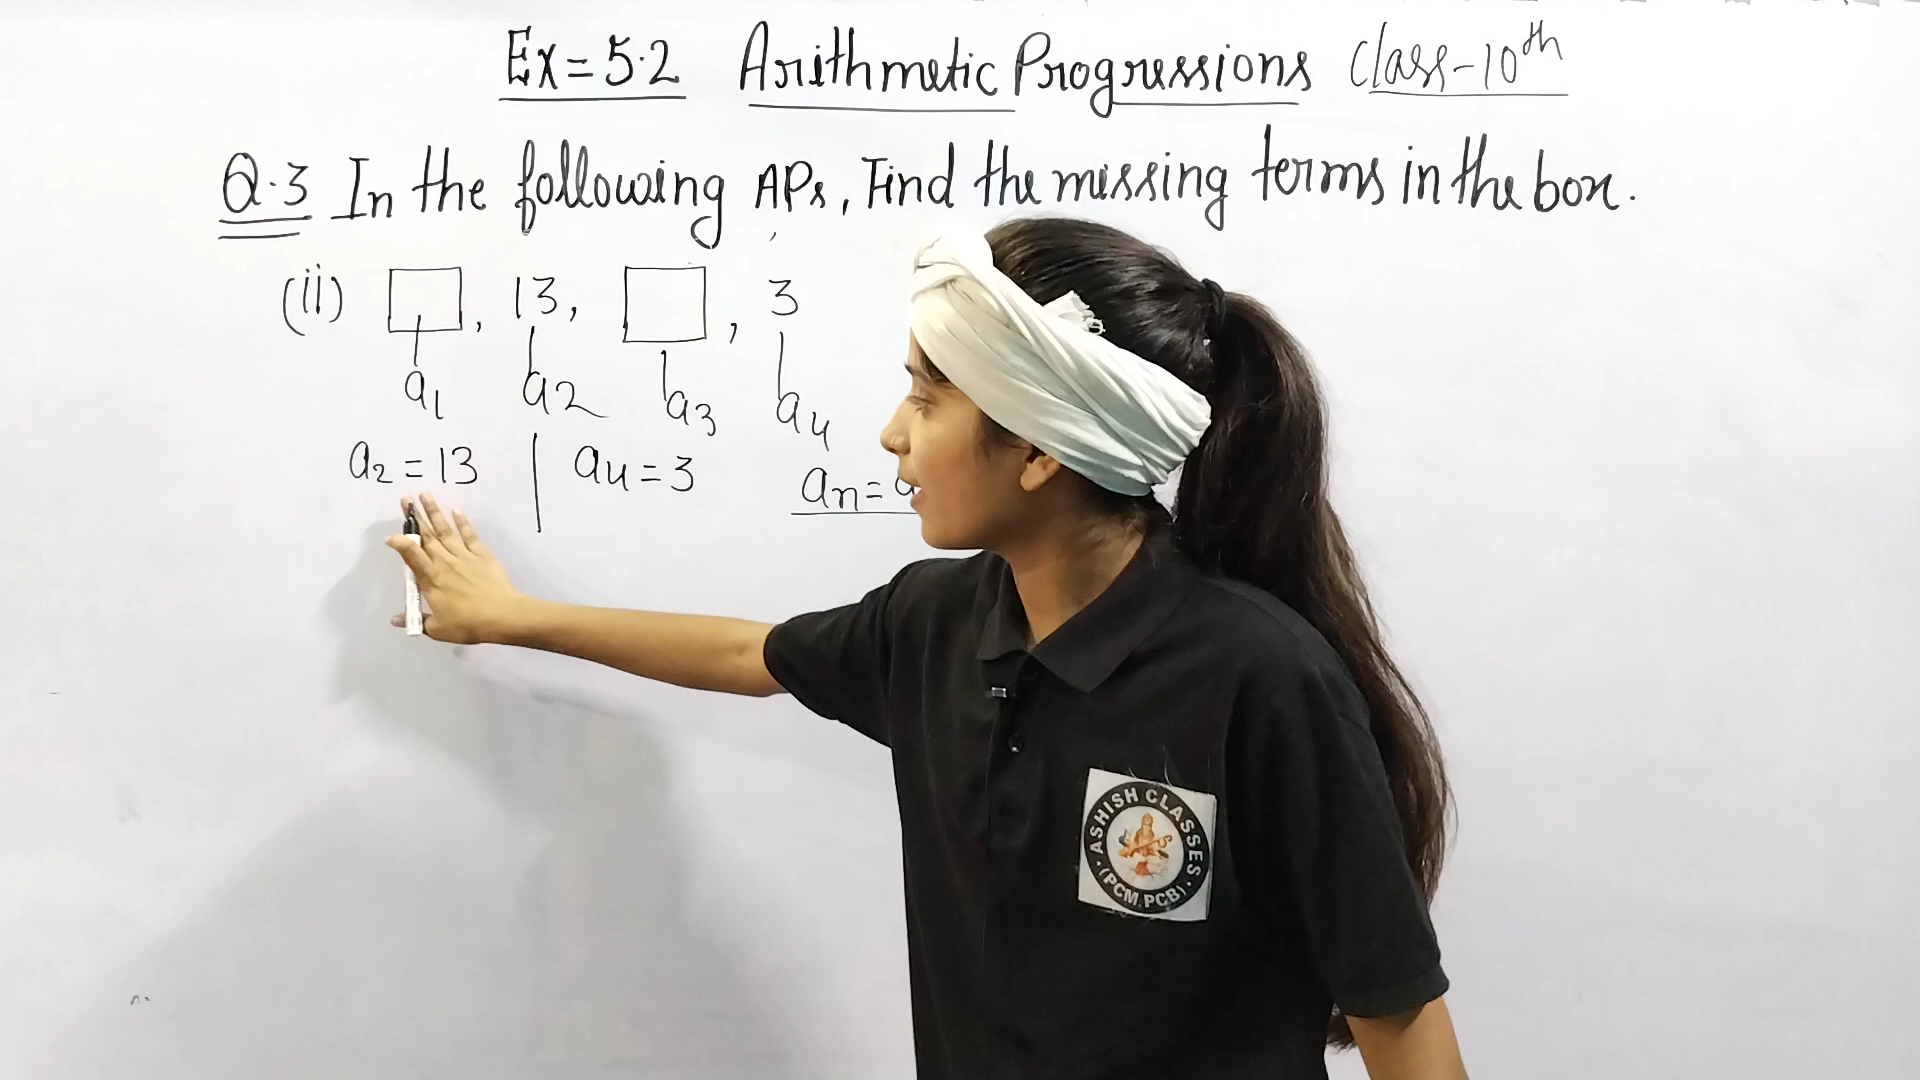 Ex = 5.2 Arithmetic Progressions Class-10th
Q.3 In the following APs, Find the missing terms in the box.
(ii) □, 13, □, 3
a1 a2 a3 a4
a2 = 13 | a4 = 3 an =
ASHISH CLASSES
(PCM, PCB)